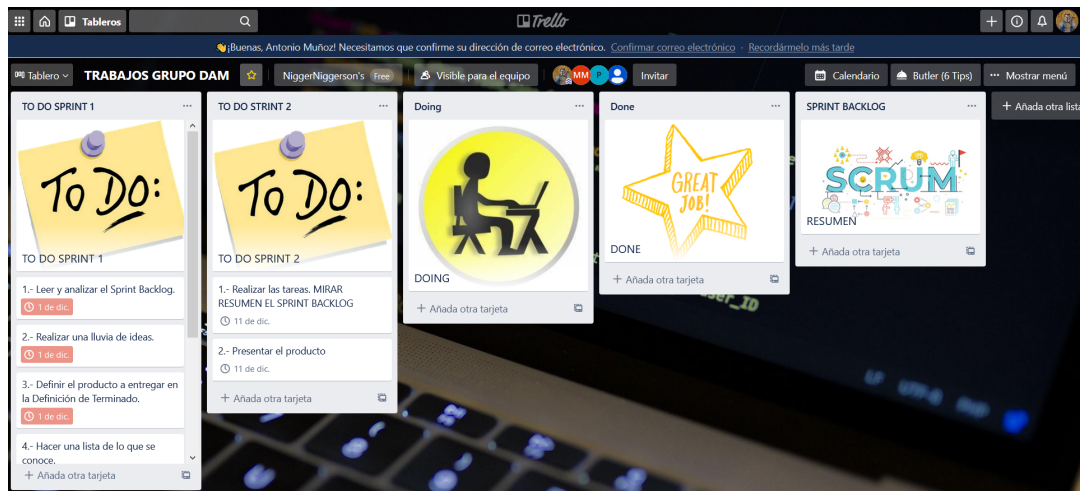 Tableros
Trello
¡Buenas, Antonio Muñoz! Necesitamos que confirme su dirección de correo electrónico. Confirmar correo electrónico · Recordármelo más tarde
Tablero
TRABAJOS GRUPO DAM
NiggerNiggerson's Free
Visible para el equipo
MM
P
Invitar
Calendario
Butler (6 Tips)
Mostrar menú
TO DO SPRINT 1
TO DO:
TO DO SPRINT 1
1.- Leer y analizar el Sprint Backlog.
1 de dic.
2.- Realizar una lluvia de ideas.
1 de dic.
3.- Definir el producto a entregar en
la Definición de Terminado.
1 de dic.
4.- Hacer una lista de lo que se
conoce.
+ Añada otra tarjeta
TO DO STRINT 2
TO DO:
TO DO SPRINT 2
1.- Realizar las tareas. MIRAR
RESUMEN EL SPRINT BACKLOG
11 de dic.
2.- Presentar el producto
11 de dic.
+ Añada otra tarjeta
Doing
DOING
+ Añada otra tarjeta
Done
GREAT
JOB!
DONE
+ Añada otra tarjeta
SPRINT BACKLOG
SCRUM
RESUMEN
+ Añada otra tarjeta
+ Añada otra lista
user_ID
LF UTF-8 PHP